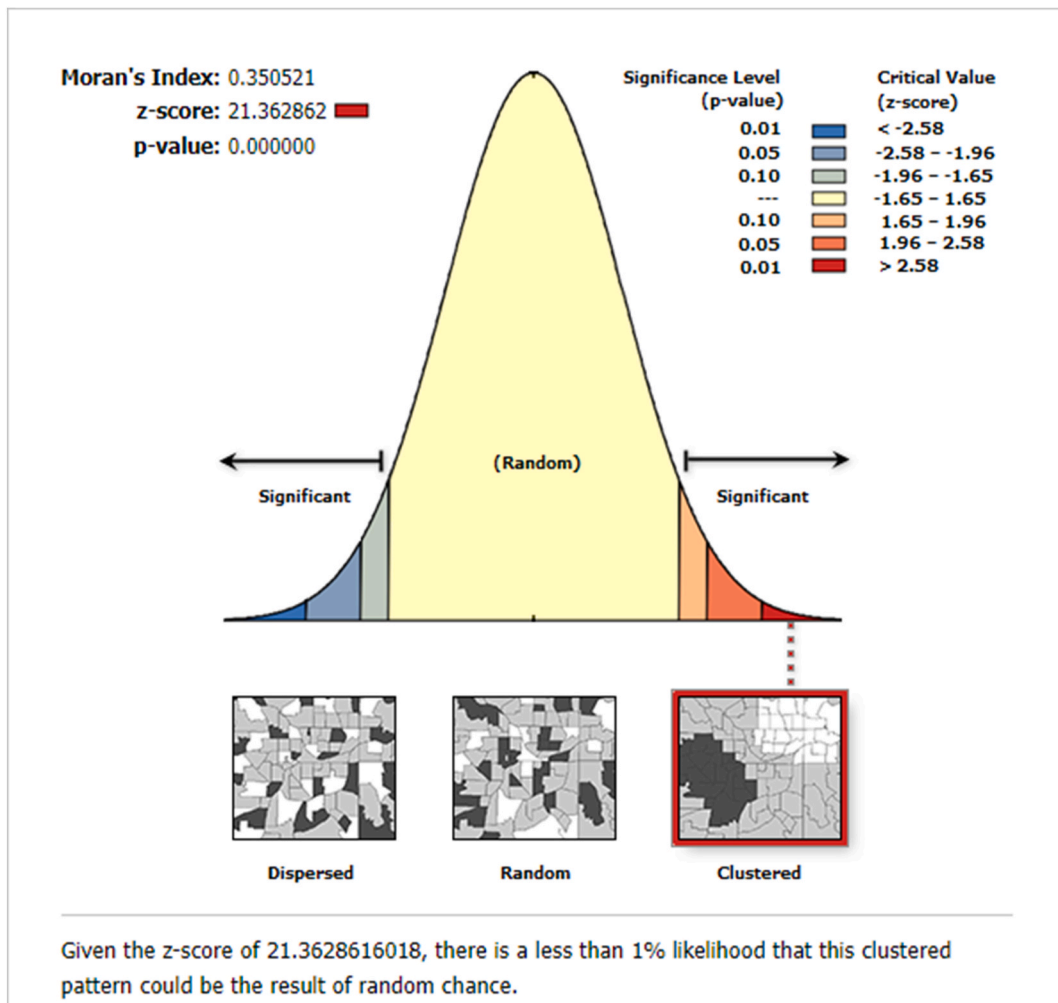 Moran's Index: 0.350521
z-score: 21.362862
p-value: 0.000000
Significance Level
(p-value)
Critical Value
(z-score)
0.01 < -2.58
0.05 -2.58 – -1.96
0.10 -1.96 – -1.65
--- -1.65 – 1.65
0.10 1.65 – 1.96
0.05 1.96 – 2.58
0.01 > 2.58
(Random)
Significant
Significant
Dispersed
Random
Clustered
Given the z-score of 21.3628616018, there is a less than 1% likelihood that this clustered
pattern could be the result of random chance.